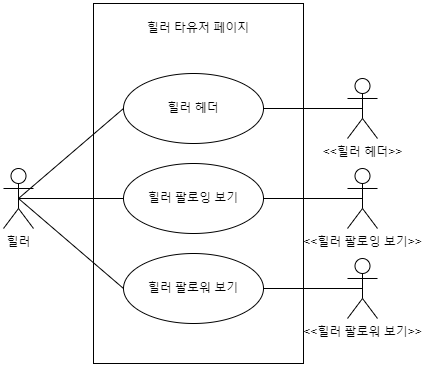 힐러 타유저 페이지
힐러 헤더
<<힐러 헤더>>
힐러 팔로잉 보기
힐러
<<힐러 팔로잉 보기>>
힐러 팔로워 보기
<<힐러 팔로워 보기>>